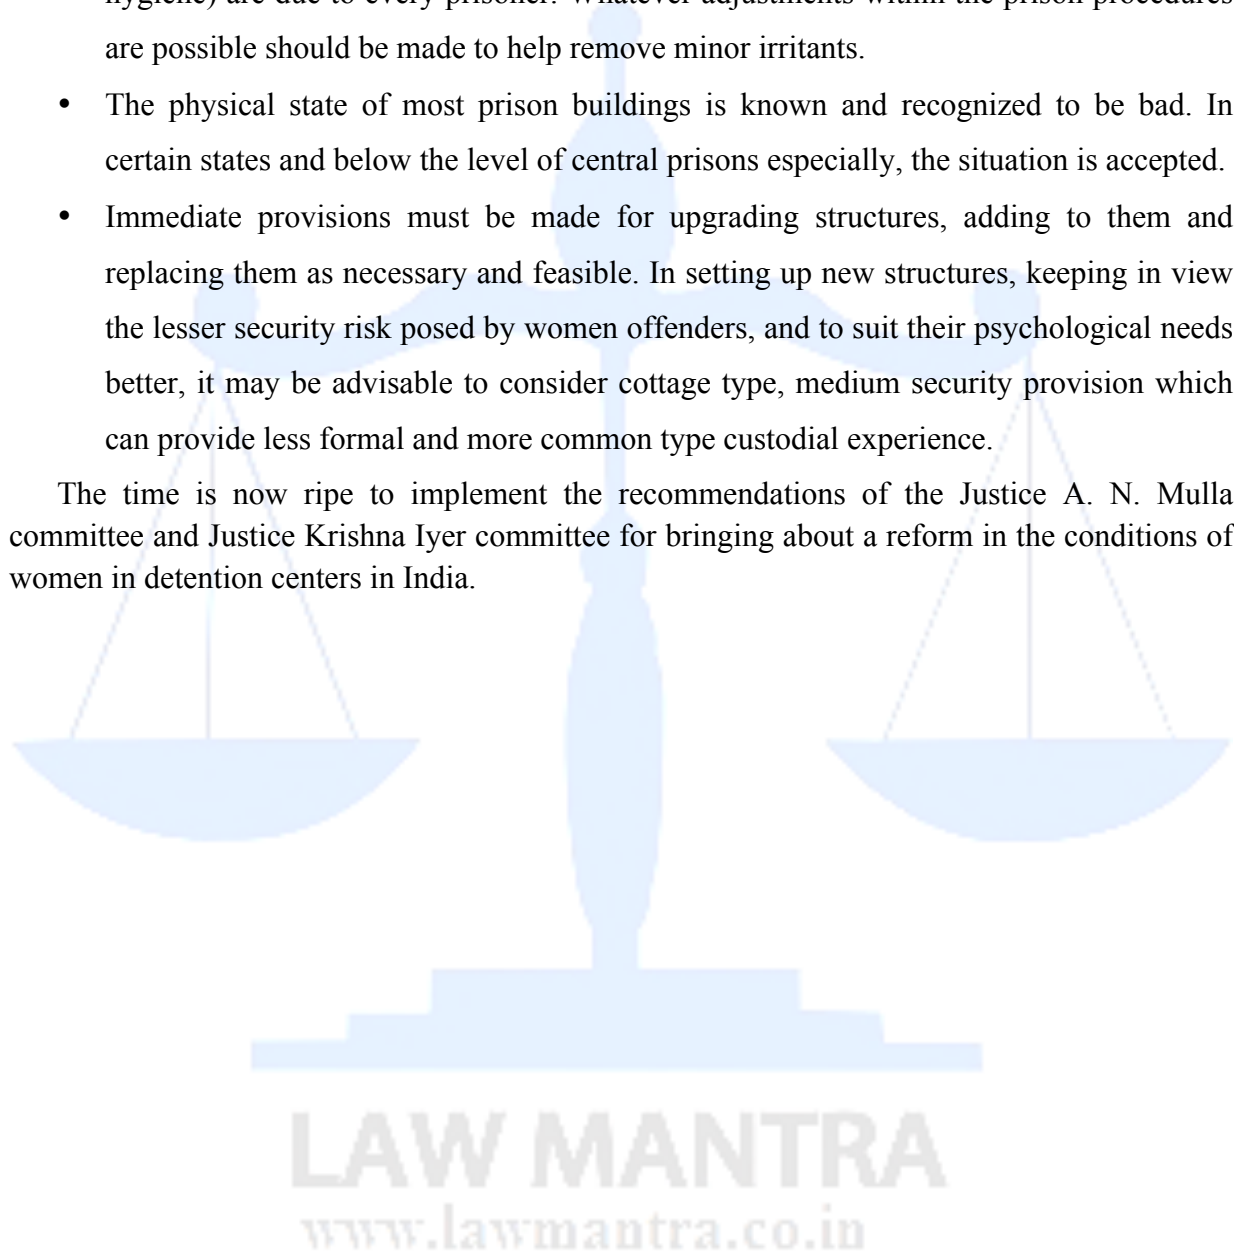 hygiene) are due to every prisoner. Whatever adjustments within the prison procedures
are possible should be made to help remove minor irritants.
• The physical state of most prison buildings is known and recognized to be bad. In
certain states and below the level of central prisons especially, the situation is accepted.
• Immediate provisions must be made for upgrading structures, adding to them and
replacing them as necessary and feasible. In setting up new structures, keeping in view
the lesser security risk posed by women offenders, and to suit their psychological needs
better, it may be advisable to consider cottage type, medium security provision which
can provide less formal and more common type custodial experience.
The time is now ripe to implement the recommendations of the Justice A. N. Mulla
committee and Justice Krishna Iyer committee for bringing about a reform in the conditions of
women in detention centers in India.
LAW MANTRA
www.lawmantra.co.in